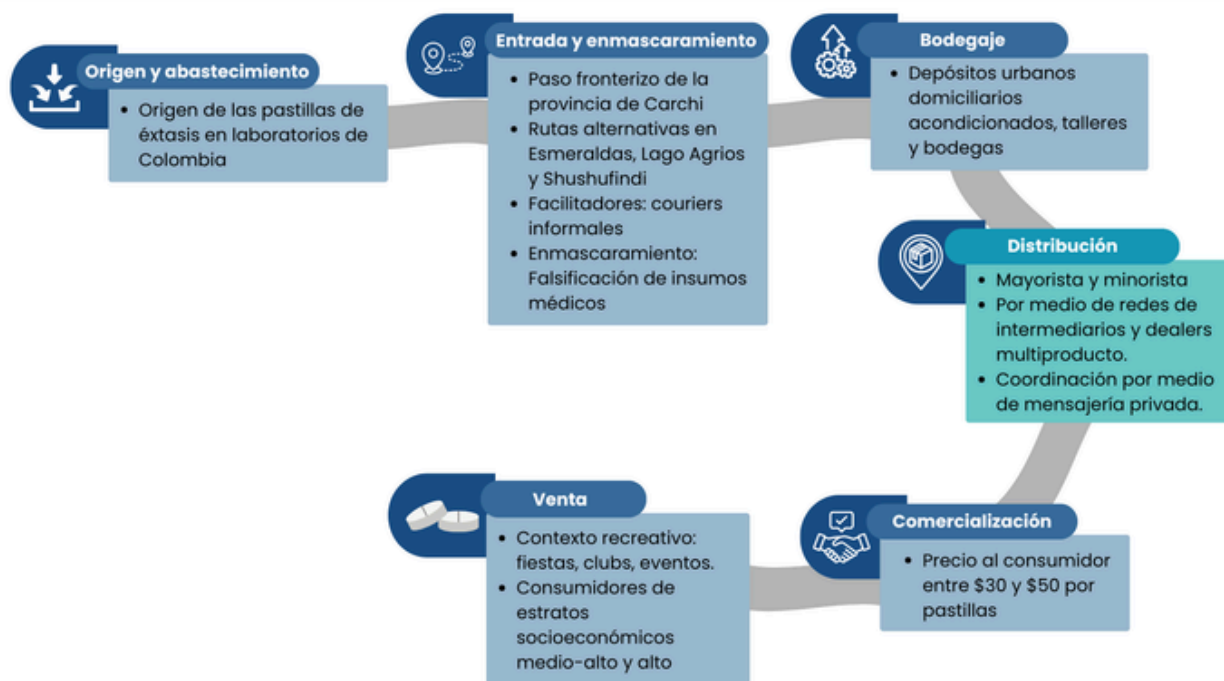 Origen y abastecimiento
• Origen de las pastillas de
éxtasis en laboratorios de
Colombia
Entrada y enmascaramiento
• Paso fronterizo de la
provincia de Carchi
• Rutas alternativas en
Esmeraldas, Lago Agrios
y Shushufindi
• Facilitadores: couriers
informales
• Enmascaramiento:
Falsificación de insumos
médicos
Bodegaje
• Depósitos urbanos
domiciliarios
acondicionados, talleres
y bodegas
Distribución
• Mayorista y minorista
• Por medio de redes de
intermediarios y dealers
multiproducto.
• Coordinación por medio
de mensajería privada.
Comercialización
• Precio al consumidor
entre $30 y $50 por
pastillas
Venta
• Contexto recreativo:
fiestas, clubs, eventos.
• Consumidores de
estratos
socioeconómicos
medio-alto y alto